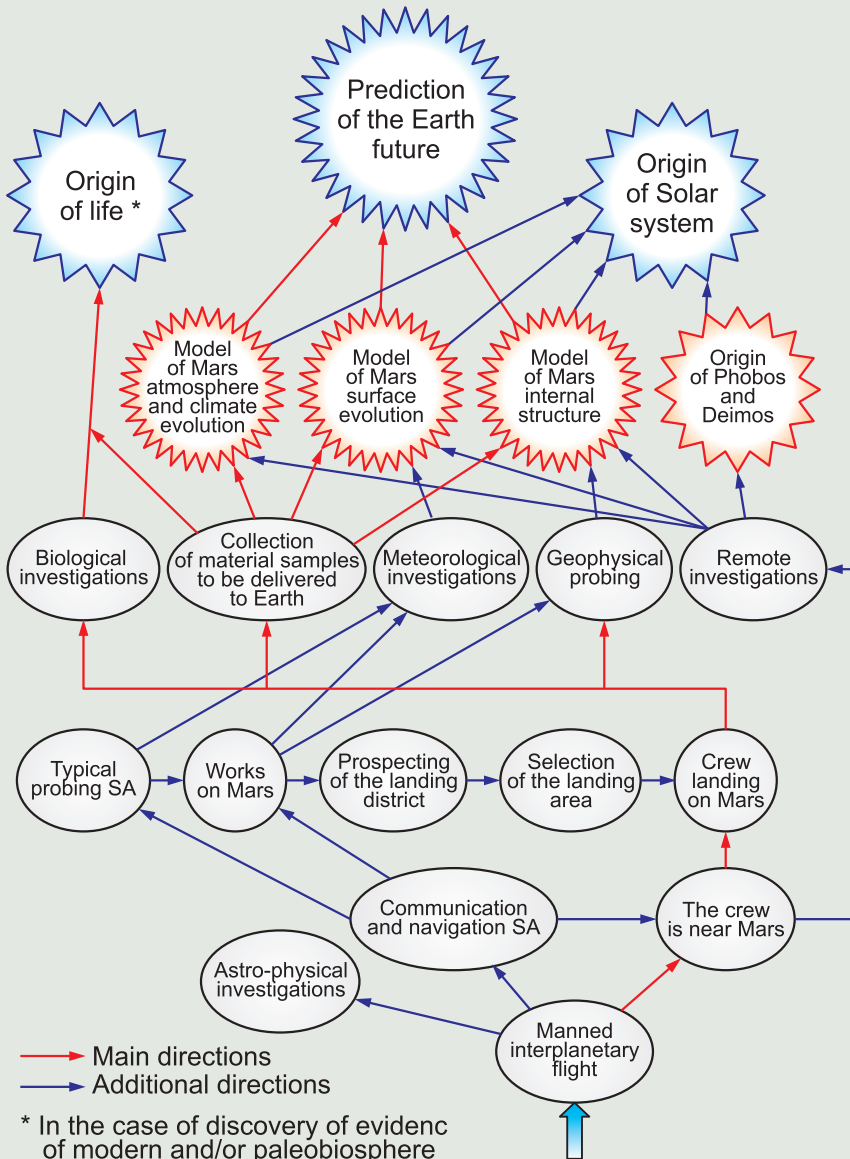 Prediction
of the Earth
future
Origin
of life *
Origin
of Solar
system
Model
of Mars
atmosphere
and climate
evolution
Model
of Mars
surface
evolution
Model
of Mars
internal
structure
Origin
of Phobos
and
Deimos
Biological
investigations
Collection
of material samples
to be delivered
to Earth
Meteorological
investigations
Geophysical
probing
Remote
investigations
Typical
probing SA
Works
on Mars
Prospecting
of the landing
district
Selection
of the landing
area
Crew
landing
on Mars
Communication
and navigation SA
The crew
is near Mars
Astro-physical
investigations
Manned
interplanetary
flight
Main directions
Additional directions
* In the case of discovery of evidenc
of modern and/or paleobiosphere